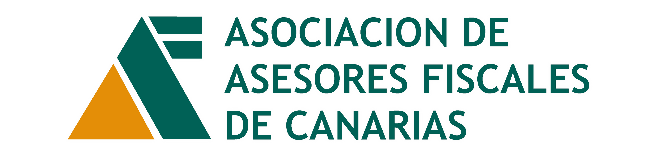 ASOCIACION DE
ASESORES FISCALES
DE CANARIAS